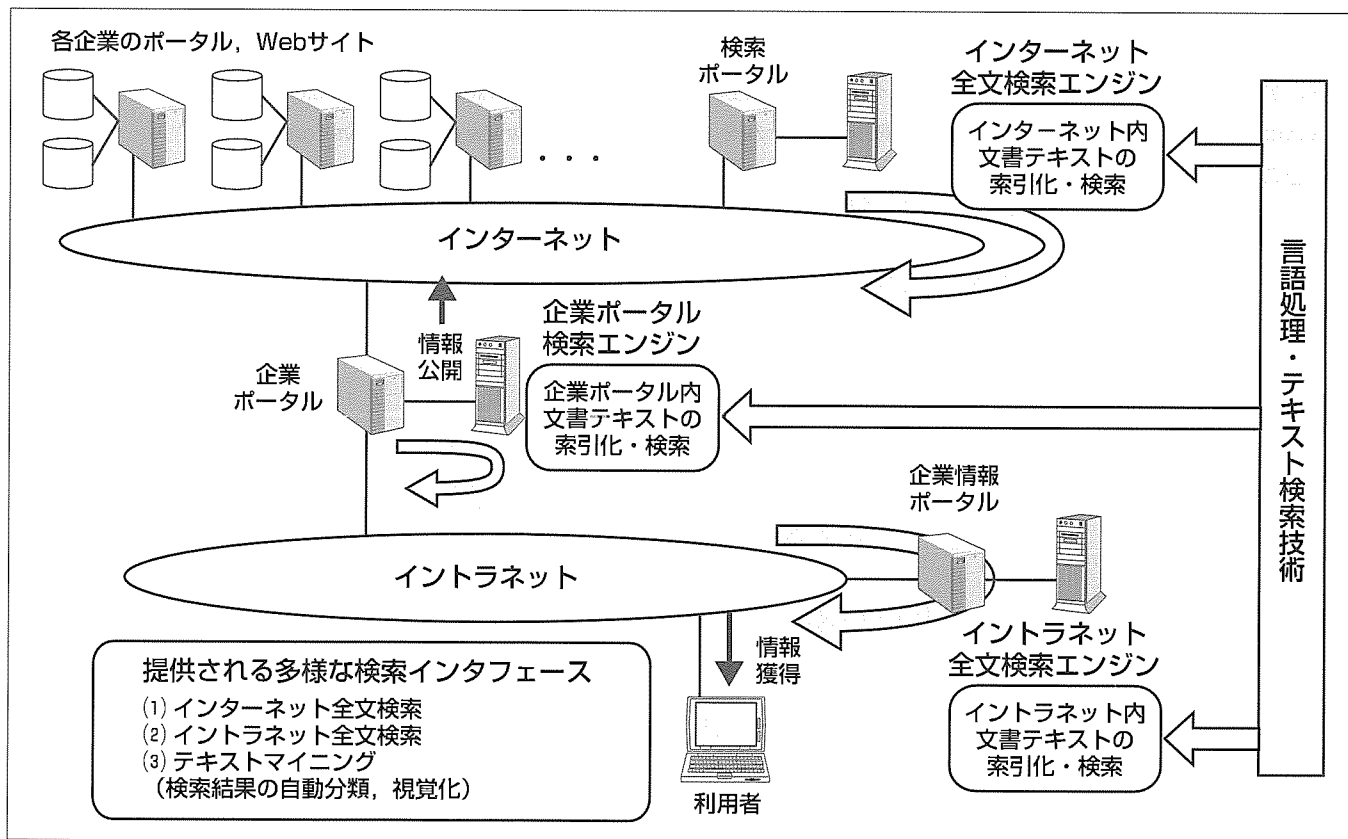 各企業のポータル，Webサイト
検索
ポータル
インターネット
全文検索エンジン
インターネット内
文書テキストの
索引化・検索
・・・
インターネット
言語処理・テキスト検索技術
情報
公開
企業ポータル
検索エンジン
企業
ポータル
企業ポータル内
文書テキストの
索引化・検索
企業情報
ポータル
イントラネット
情報
獲得
イントラネット
全文検索エンジン
イントラネット内
文書テキストの
索引化・検索
提供される多様な検索インタフェース
(1) インターネット全文検索
(2) イントラネット全文検索
(3) テキストマイニング
（検索結果の自動分類，視覚化）
利用者